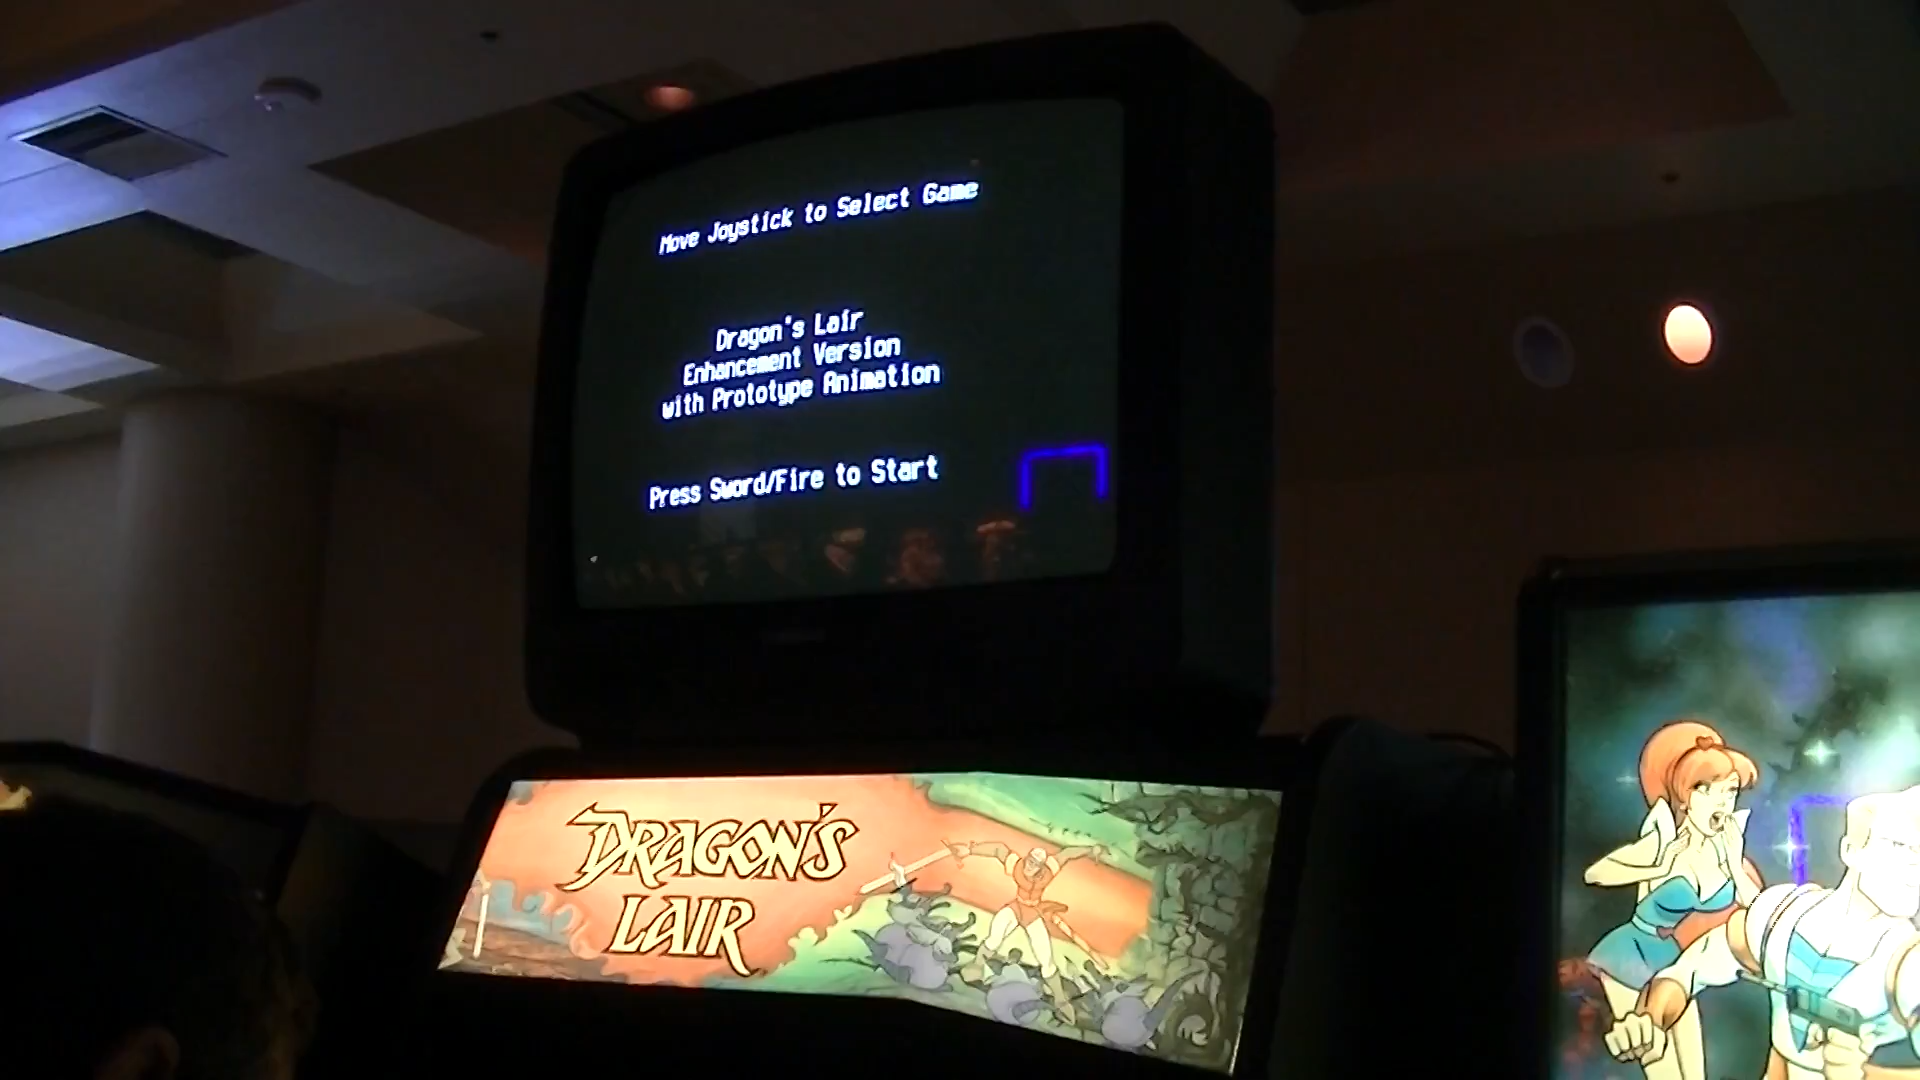 Move Joystick to Select Game
Dragon's Lair
Enhancement Version
with Prototype Animation
Press Sword/Fire to Start
DRAGON'S
LAIR